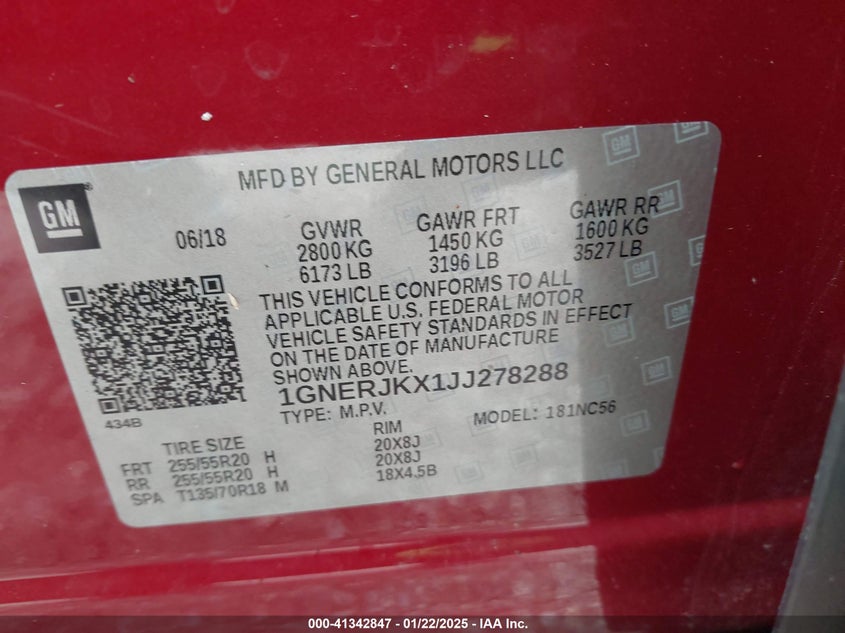 MFD BY GENERAL MOTORS LLC
GM
06/18
GVWR
2800 KG
6173 LB
GAWR FRT
1450 KG
3196 LB
GAWR RR
1600 KG
3527 LB
THIS VEHICLE CONFORMS TO ALL
APPLICABLE U.S. FEDERAL MOTOR
VEHICLE SAFETY STANDARDS IN EFFECT
ON THE DATE OF MANUFACTURE
SHOWN ABOVE.
1GNERJKX1JJ278288
TYPE: M.P.V. MODEL: 181NC56
434B
TIRE SIZE RIM
FRT 255/55R20 H 20X8J
RR 255/55R20 H 20X8J
SPA T135/70R18 M 18X4.5B
000-41342847 - 01/22/2025 - IAA Inc.